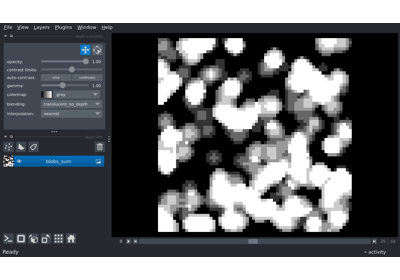 File View Layers Plugins Window Help
opacity: 1.00
contrast limits:
auto-contrast: once continuous
gamma: 1.00
colormap: gray
blending: translucent_no_depth
interpolation: nearest
blobs_sum
Ready
activity